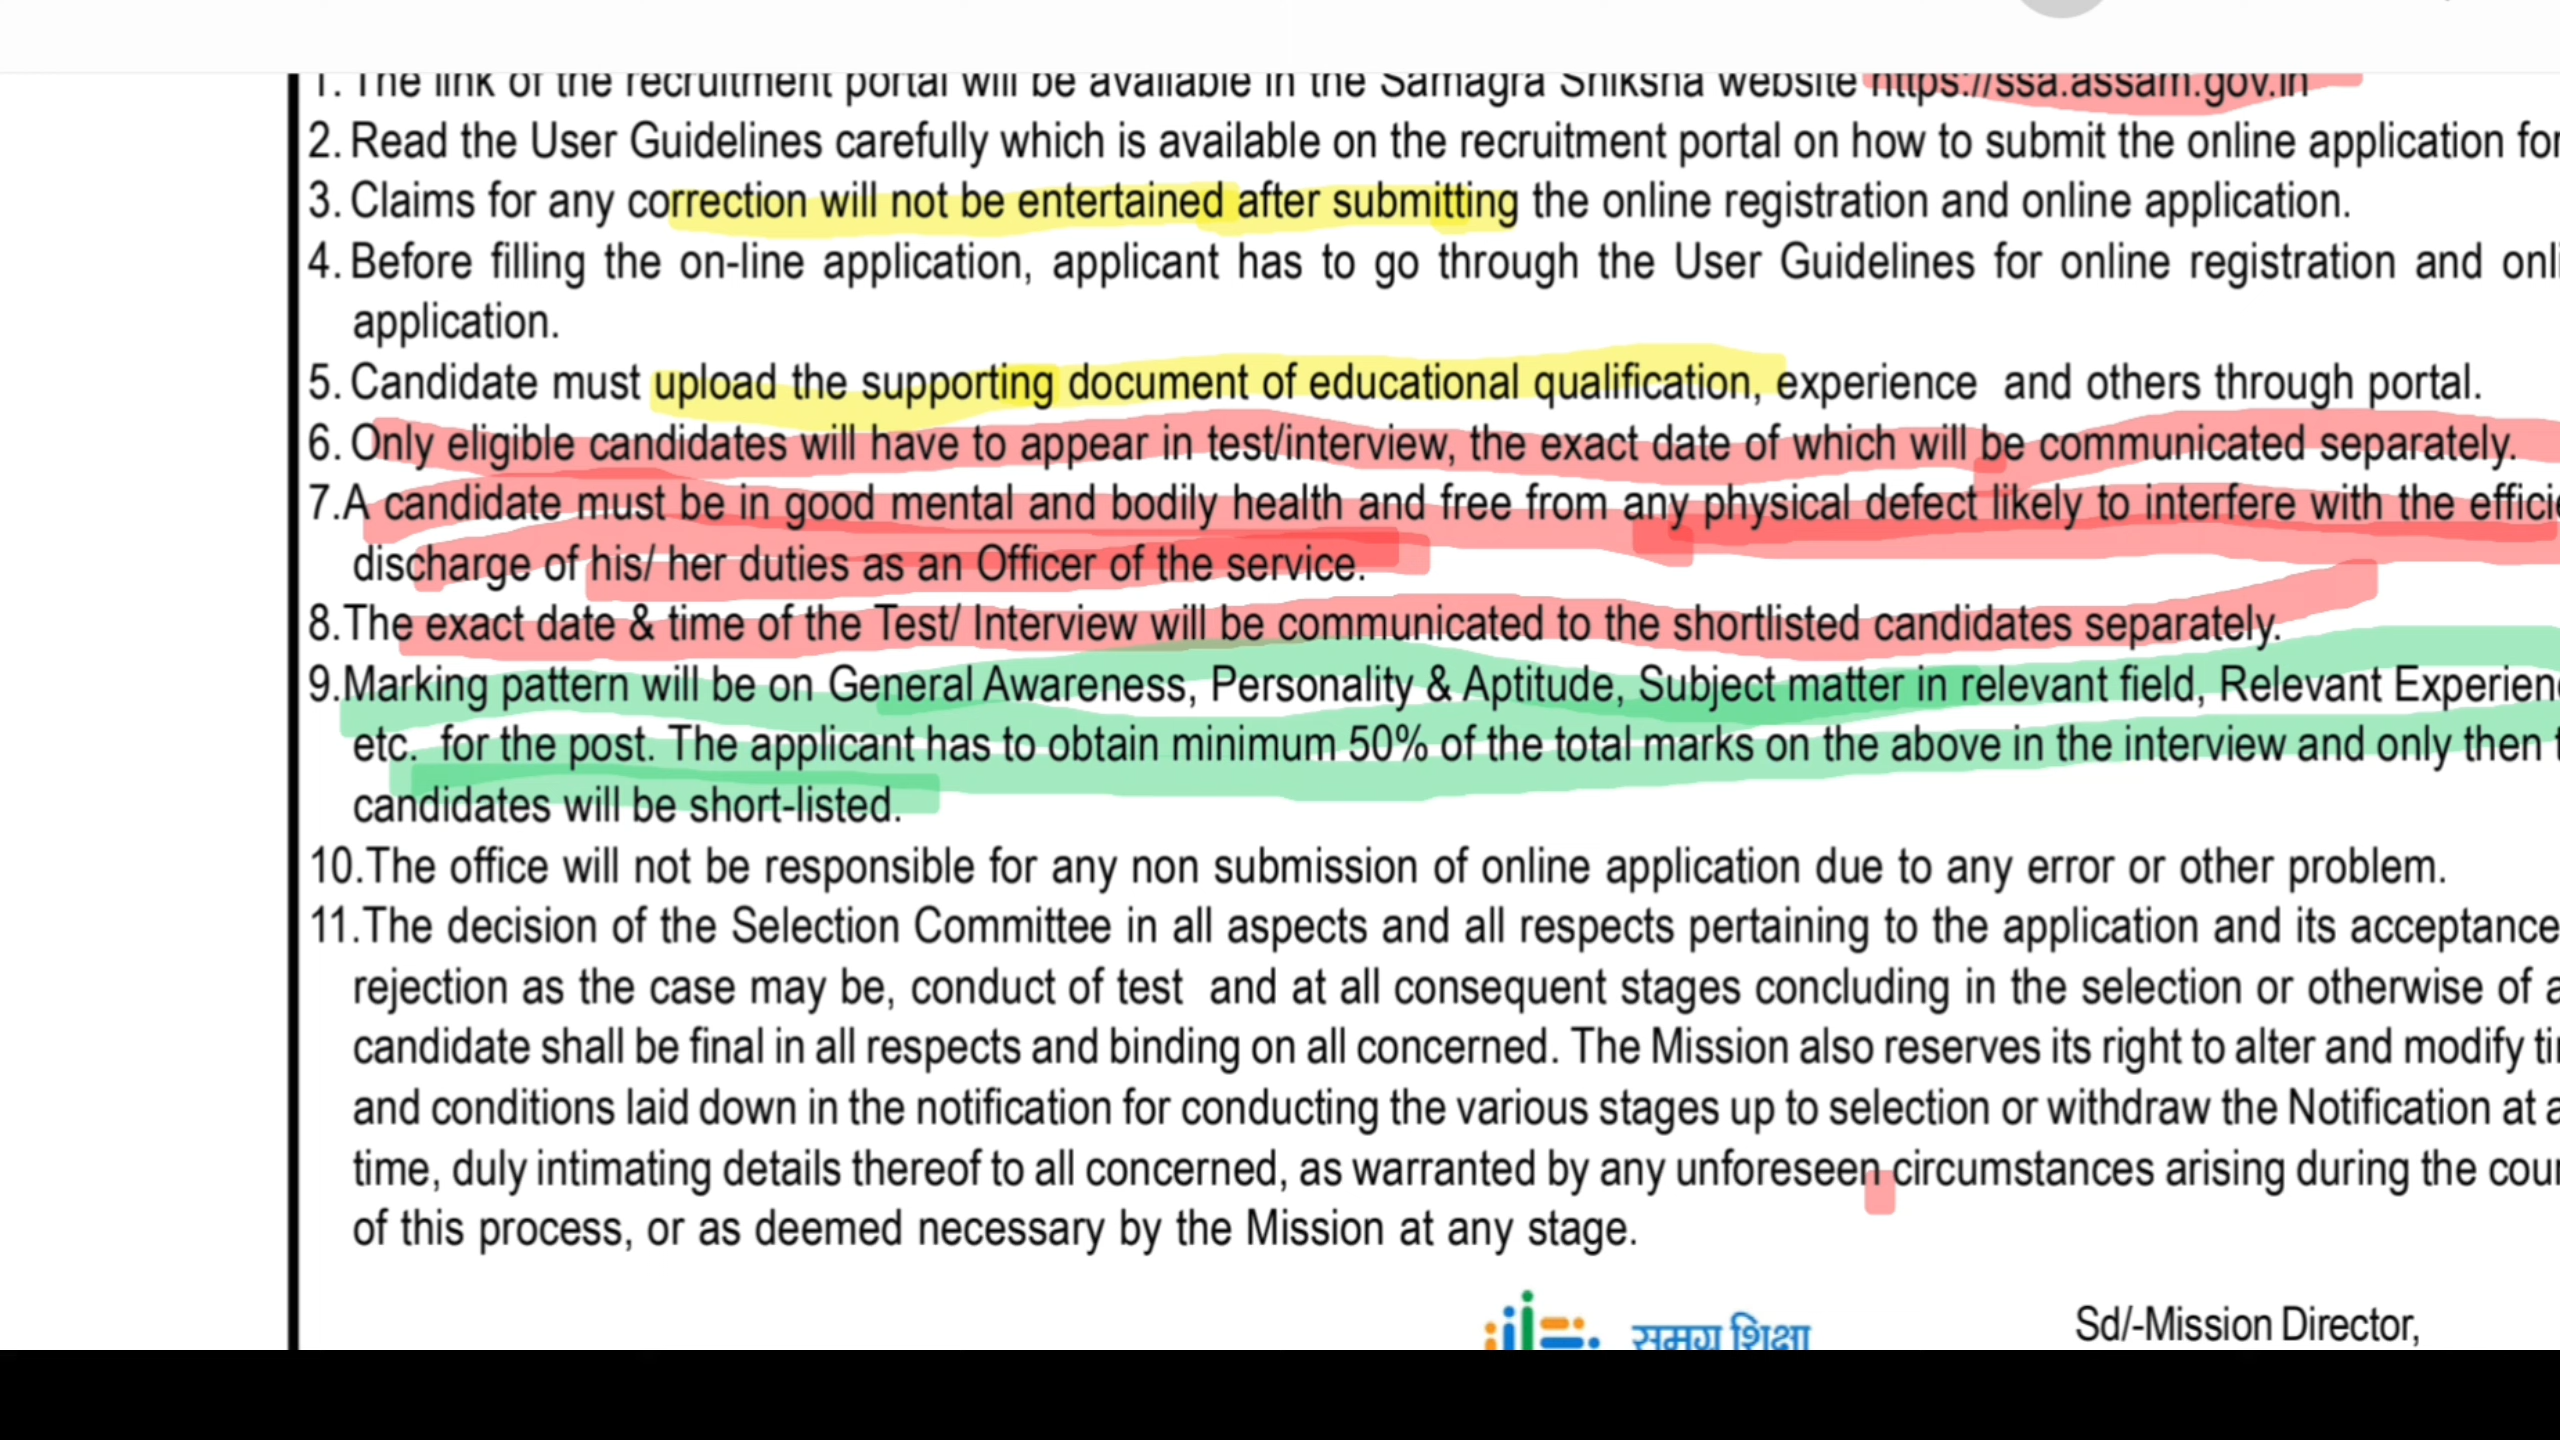 1. The link of the recruitment portal will be available in the Samagra Shiksha website https://ssa.assam.gov.in
2. Read the User Guidelines carefully which is available on the recruitment portal on how to submit the online application
3. Claims for any correction will not be entertained after submitting the online registration and online application.
4. Before filling the on-line application, applicant has to go through the User Guidelines for online registration and
application.
5. Candidate must upload the supporting document of educational qualification, experience and others through portal.
6. Only eligible candidates will have to appear in test/interview, the exact date of which will be communicated separately.
7.A candidate must be in good mental and bodily health and free from any physical defect likely to interfere with the
discharge of his/ her duties as an Officer of the service.
8.The exact date & time of the Test/ Interview will be communicated to the shortlisted candidates separately.
9.Marking pattern will be on General Awareness, Personality & Aptitude, Subject matter in relevant field, Relevant
etc. for the post. The applicant has to obtain minimum 50% of the total marks on the above in the interview and only then
candidates will be short-listed.
10.The office will not be responsible for any non submission of online application due to any error or other problem.
11.The decision of the Selection Committee in all aspects and all respects pertaining to the application and its acceptance
rejection as the case may be, conduct of test and at all consequent stages concluding in the selection or otherwise of
candidate shall be final in all respects and binding on all concerned. The Mission also reserves its right to alter and modify
and conditions laid down in the notification for conducting the various stages up to selection or withdraw the Notification at
time, duly intimating details thereof to all concerned, as warranted by any unforeseen circumstances arising during the
of this process, or as deemed necessary by the Mission at any stage.
समग्र शिक्षा
Sd/-Mission Director,